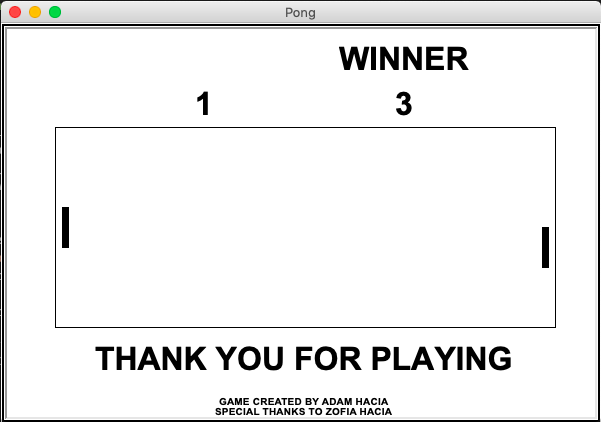 Pong
WINNER
1 3
THANK YOU FOR PLAYING
GAME CREATED BY ADAM HACIA
SPECIAL THANKS TO ZOFIA HACIA